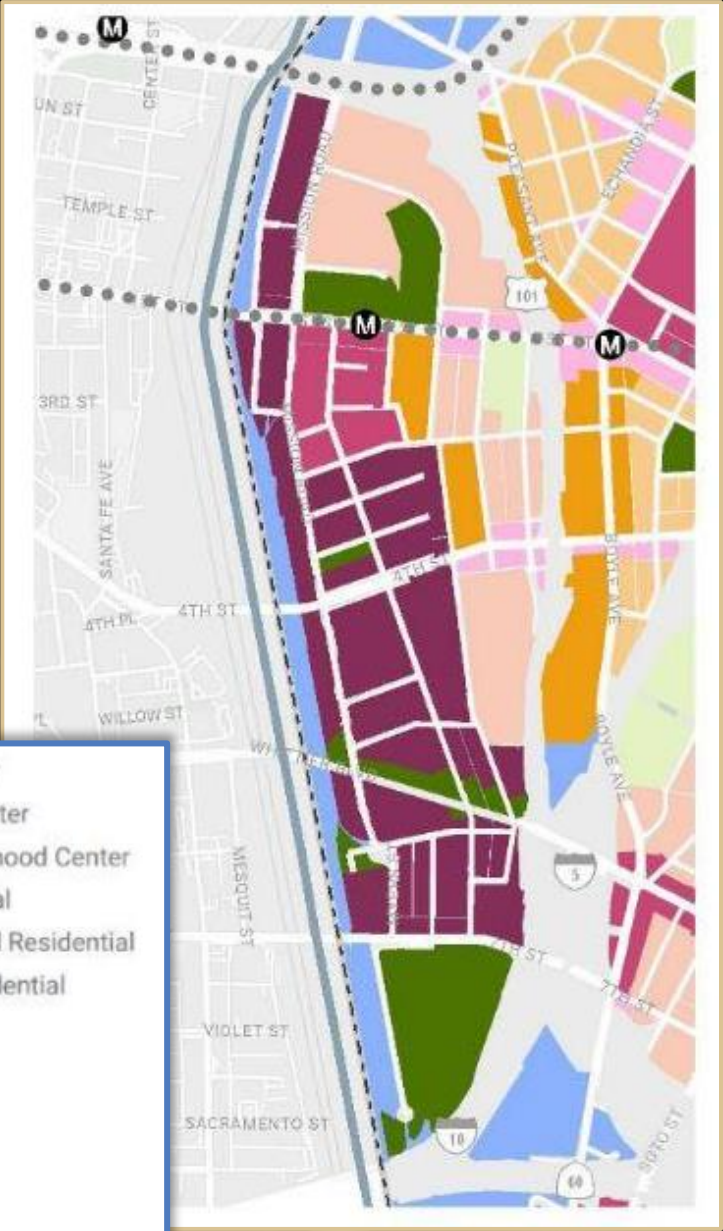 M
CENTER ST
UN ST
MISSION ROAD
ECHANDIA ST
PLEASANT AVE
TEMPLE ST
101
M
M
3RD ST
SANTA FE AVE
4TH ST
BOYLE AVE
4TH PL
4TH ST
WILLOW ST
BOYLE AVE
ter
hood Center
al
l Residential
dential
MESQUIT ST
5
7TH ST
7TH ST
VIOLET ST
SACRAMENTO ST
10
SOTO ST
60